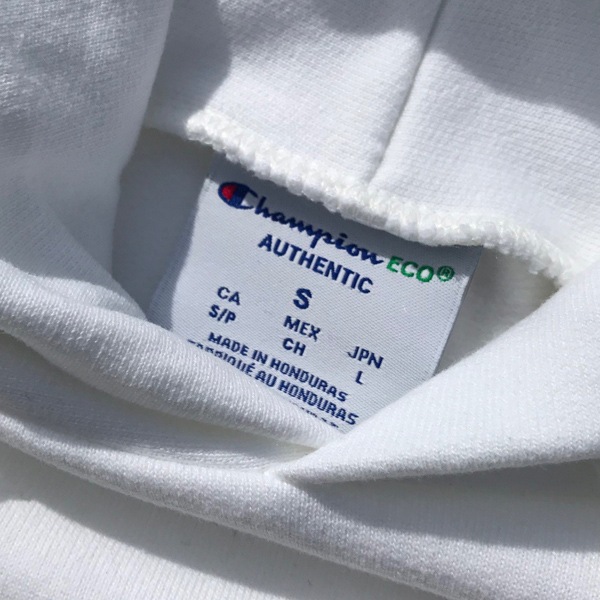 Champion ECO®
AUTHENTIC
S
CA MEX JPN
S/P CH L
MADE IN HONDURAS
FABRIQUÉ AU HONDURAS